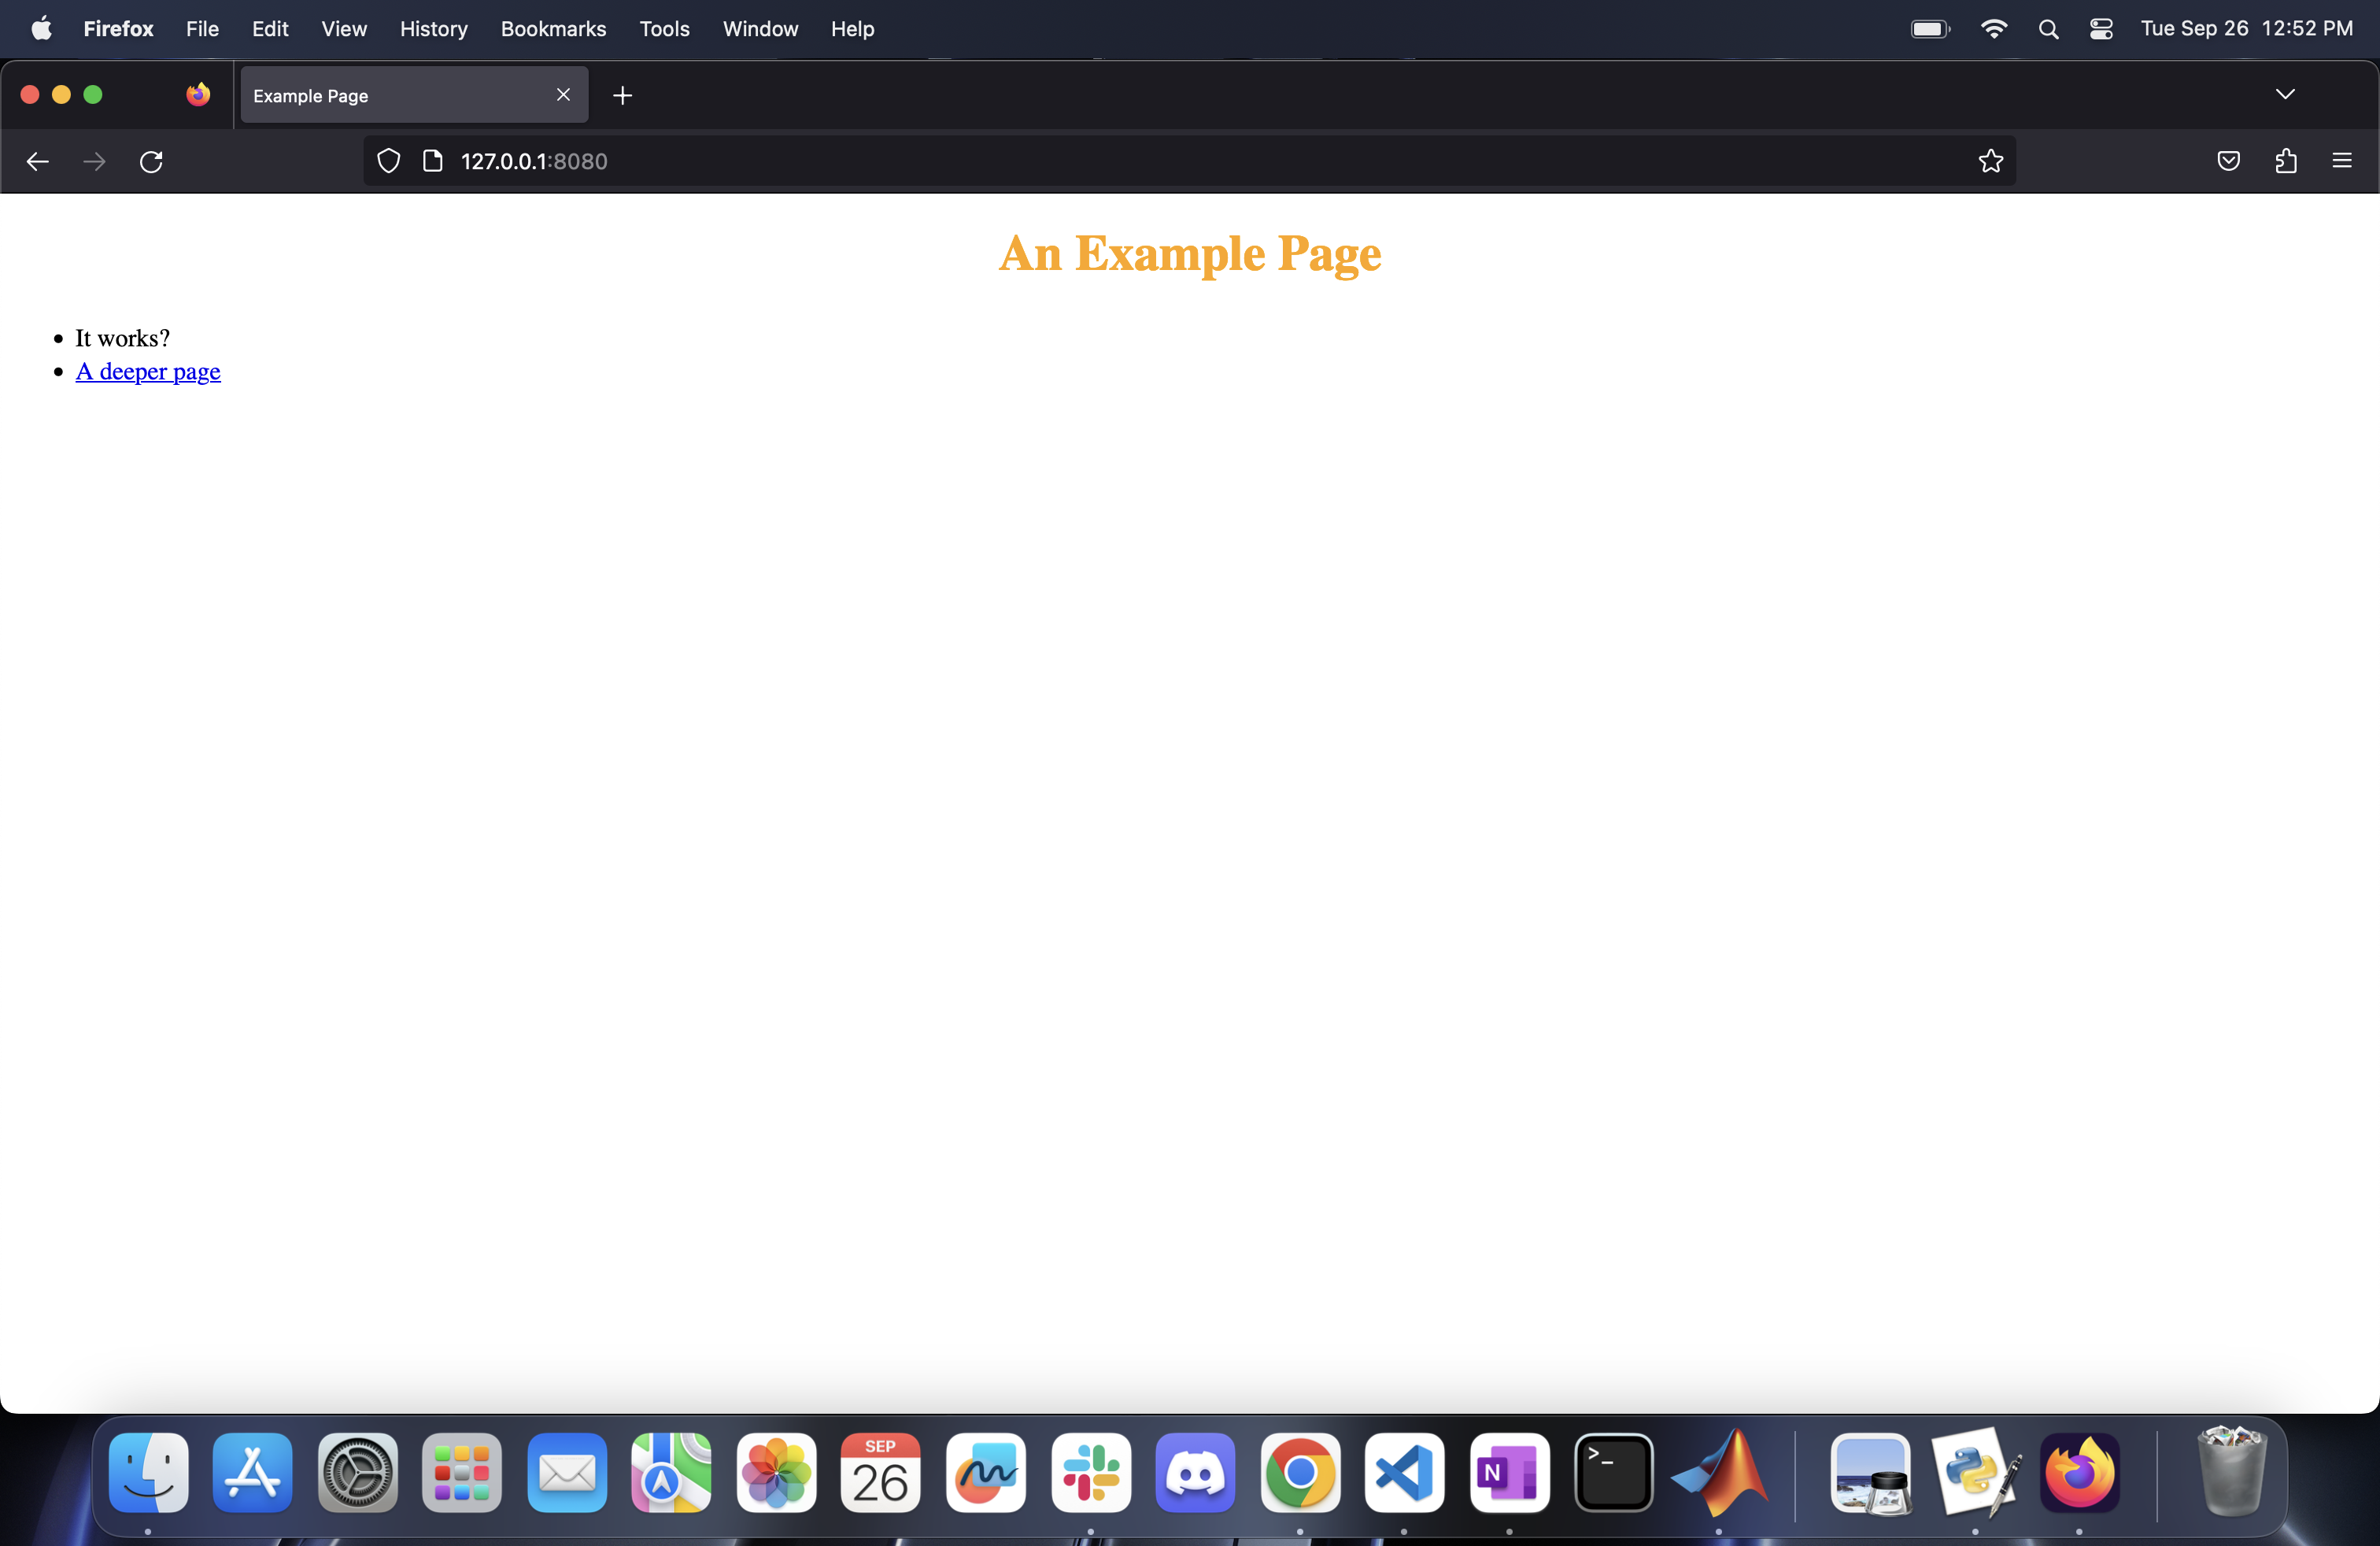 Firefox File Edit View History Bookmarks Tools Window Help Tue Sep 26 12:52 PM
Example Page
127.0.0.1:8080
An Example Page
• It works?
• A deeper page
SEP
26
N
>_